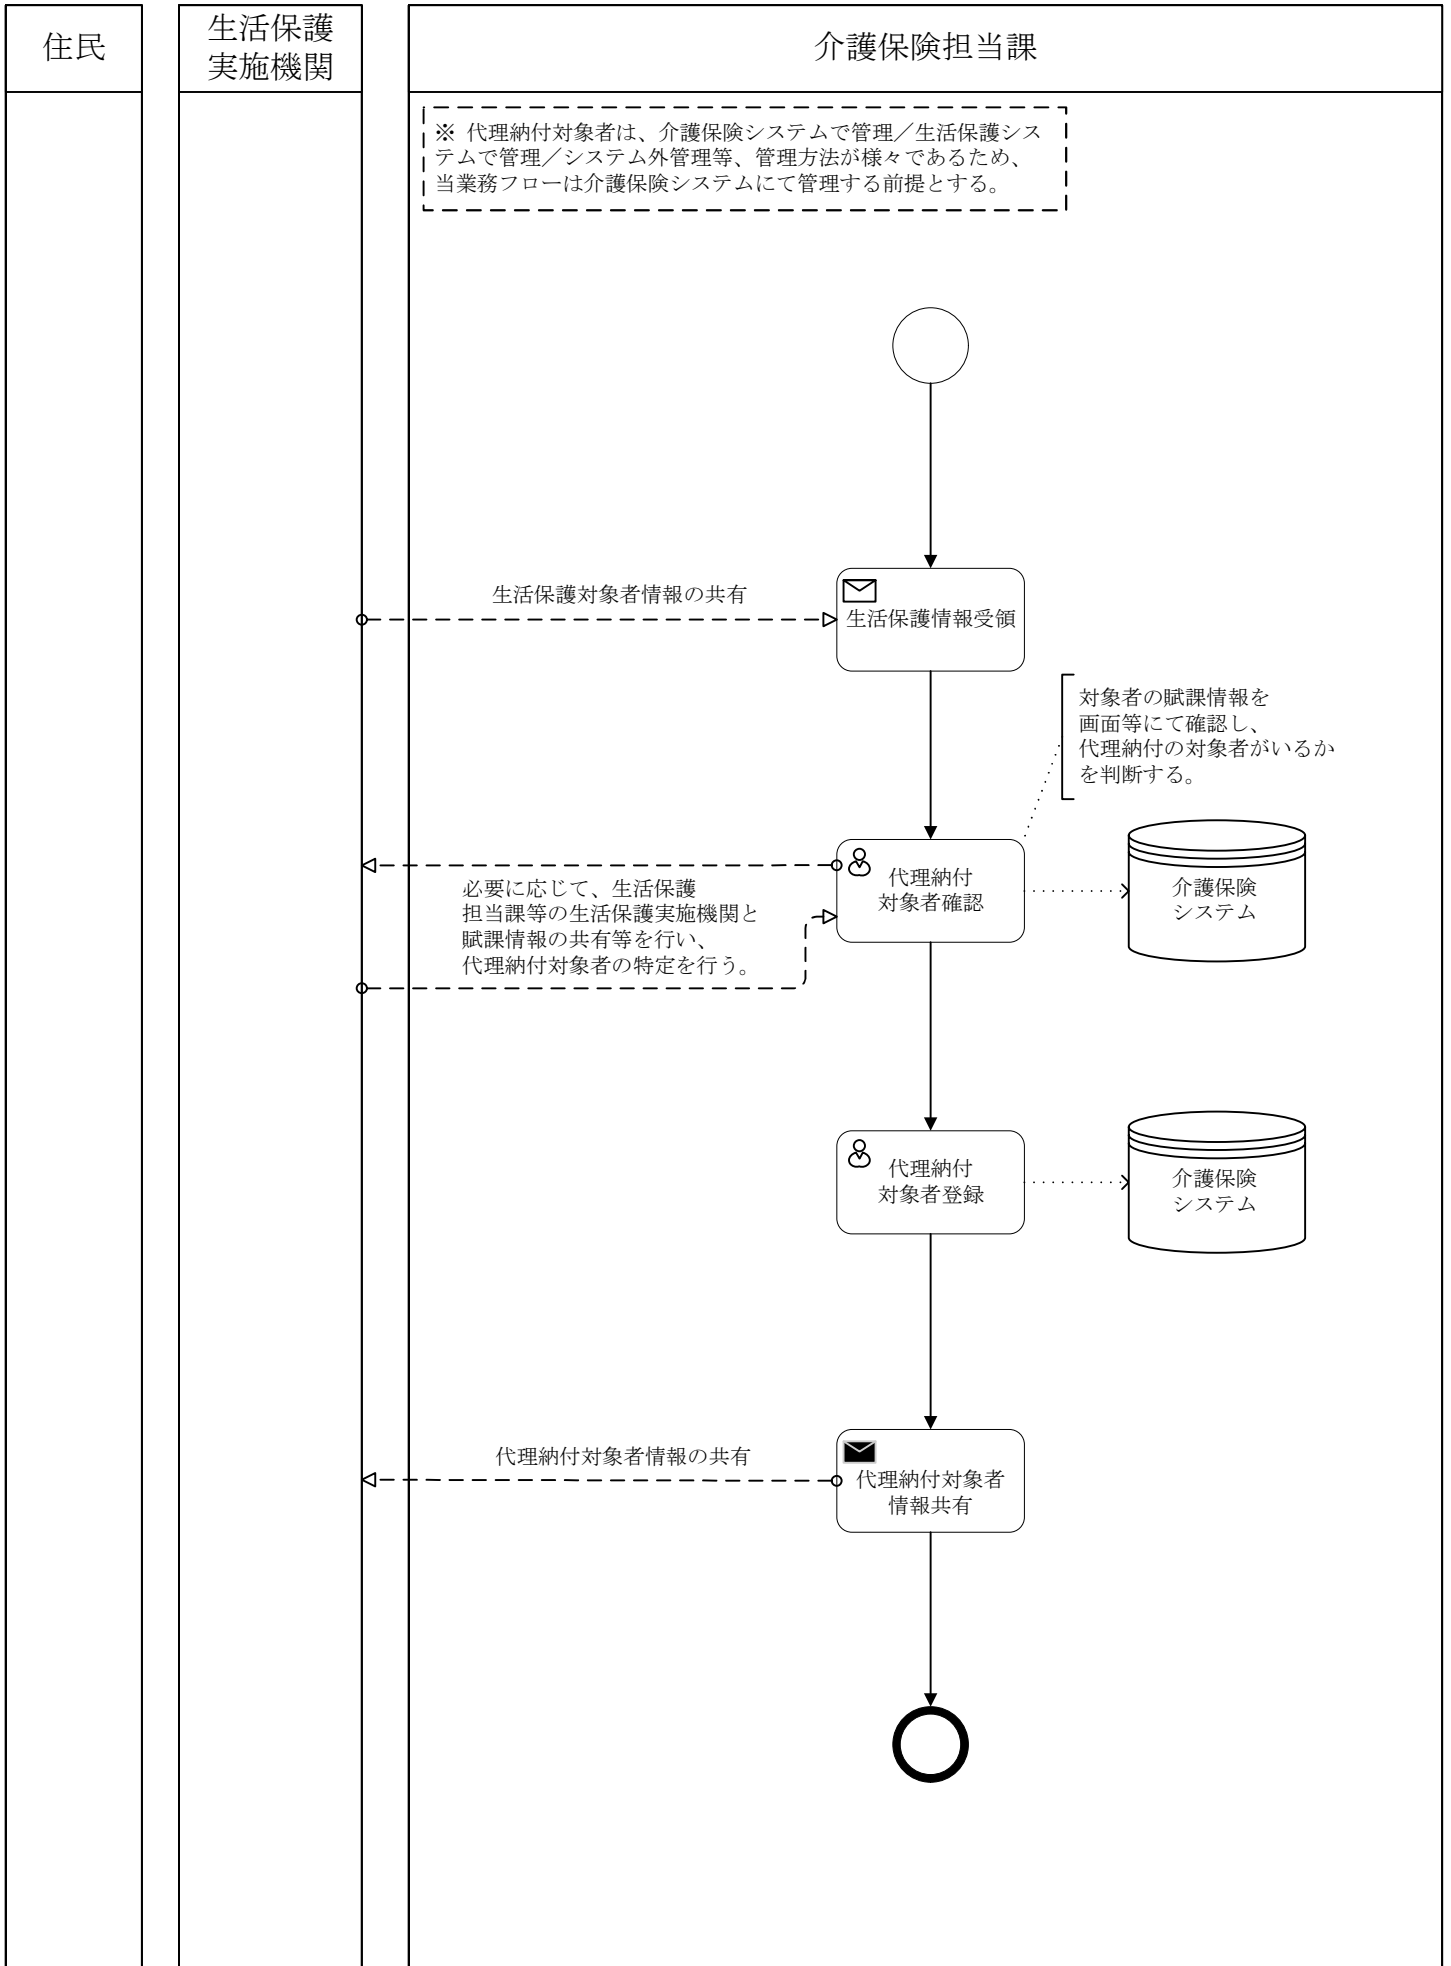 住民
生活保護
実施機関
介護保険担当課
※ 代理納付対象者は、介護保険システムで管理／生活保護シス
テムで管理／システム外管理等、管理方法が様々であるため、
当業務フローは介護保険システムにて管理する前提とする。
生活保護対象者情報の共有
生活保護情報受領
対象者の賦課情報を
画面等にて確認し、
代理納付の対象者がいるか
を判断する。
代理納付
対象者確認
介護保険
システム
必要に応じて、生活保護
担当課等の生活保護実施機関と
賦課情報の共有等を行い、
代理納付対象者の特定を行う。
代理納付
対象者登録
介護保険
システム
代理納付対象者情報の共有
代理納付対象者
情報共有